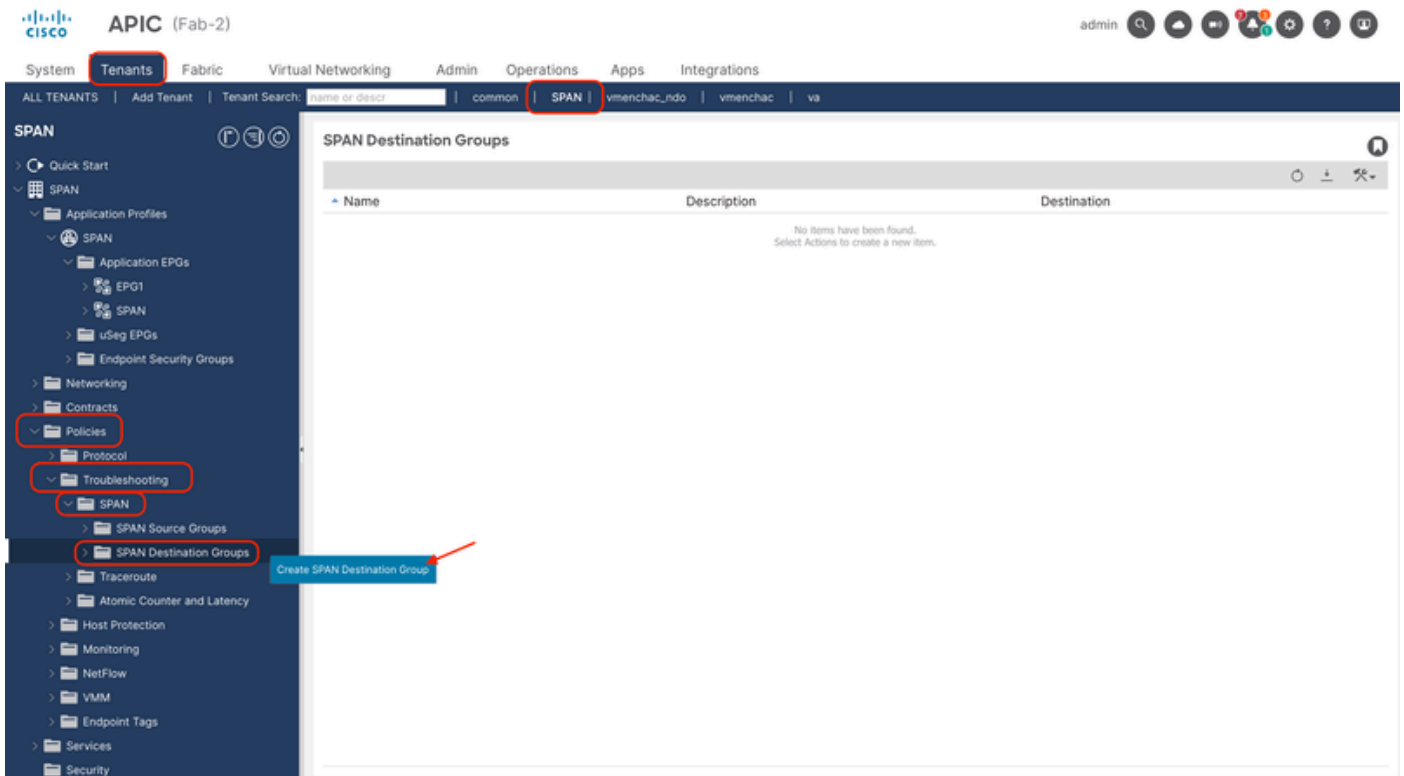 CISCO APIC (Fab-2) admin
System Tenants Fabric Virtual Networking Admin Operations Apps Integrations
ALL TENANTS | Add Tenant | Tenant Search: name or descr | common | SPAN | vmenchac_ndo | vmenchac | va
SPAN
SPAN Destination Groups
Quick Start
SPAN
Name Description Destination
Application Profiles
No items have been found.
Select Actions to create a new item.
SPAN
Application EPGs
EPG1
SPAN
uSeg EPGs
Endpoint Security Groups
Networking
Contracts
Policies
Protocol
Troubleshooting
SPAN
SPAN Source Groups
SPAN Destination Groups
Create SPAN Destination Group
Traceroute
Atomic Counter and Latency
Host Protection
Monitoring
NetFlow
VMM
Endpoint Tags
Services
Security